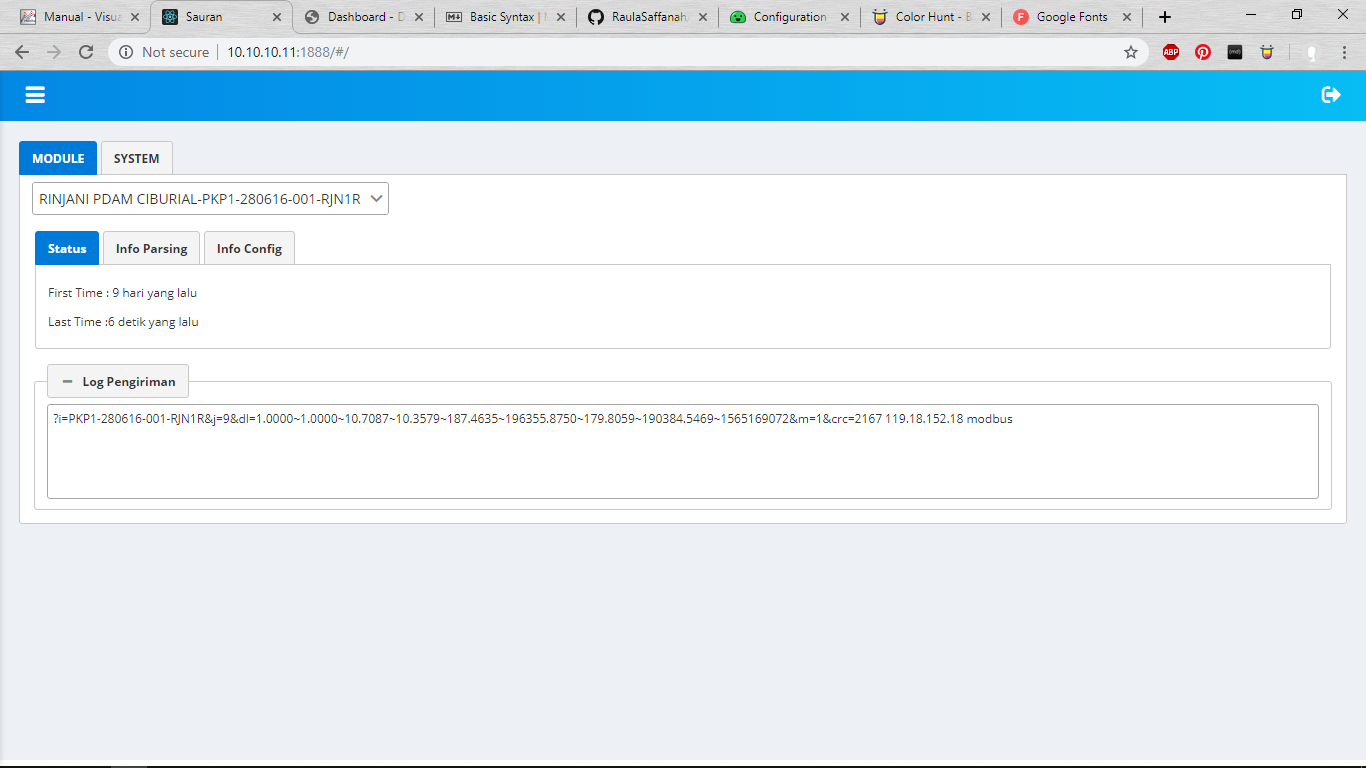 Manual - Visua
Sauran
Dashboard - D
Basic Syntax |
RaulaSaffanah
Configuration
Color Hunt - B
Google Fonts
Not secure
10.10.10.11:1888/#/
ABP
MODULE
SYSTEM
RINJANI PDAM CIBURIAL-PKP1-280616-001-RJN1R
Status
Info Parsing
Info Config
First Time : 9 hari yang lalu
Last Time :6 detik yang lalu
Log Pengiriman
?i=PKP1-280616-001-RJN1R&j=9&dl=1.0000~1.0000~10.7087~10.3579~187.4635~196355.8750~179.8059~190384.5469~1565169072&m=1&crc=2167 119.18.152.18 modbus